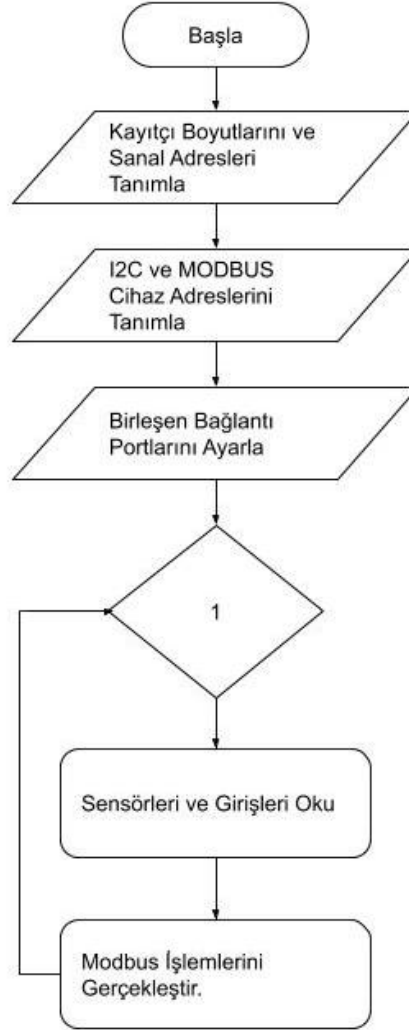 Başla
Kayıtçı Boyutlarını ve
Sanal Adresleri
Tanımla
I2C ve MODBUS
Cihaz Adreslerini
Tanımla
Birleşen Bağlantı
Portlarını Ayarla
1
Sensörleri ve Girişleri Oku
Modbus İşlemlerini
Gerçekleştir.